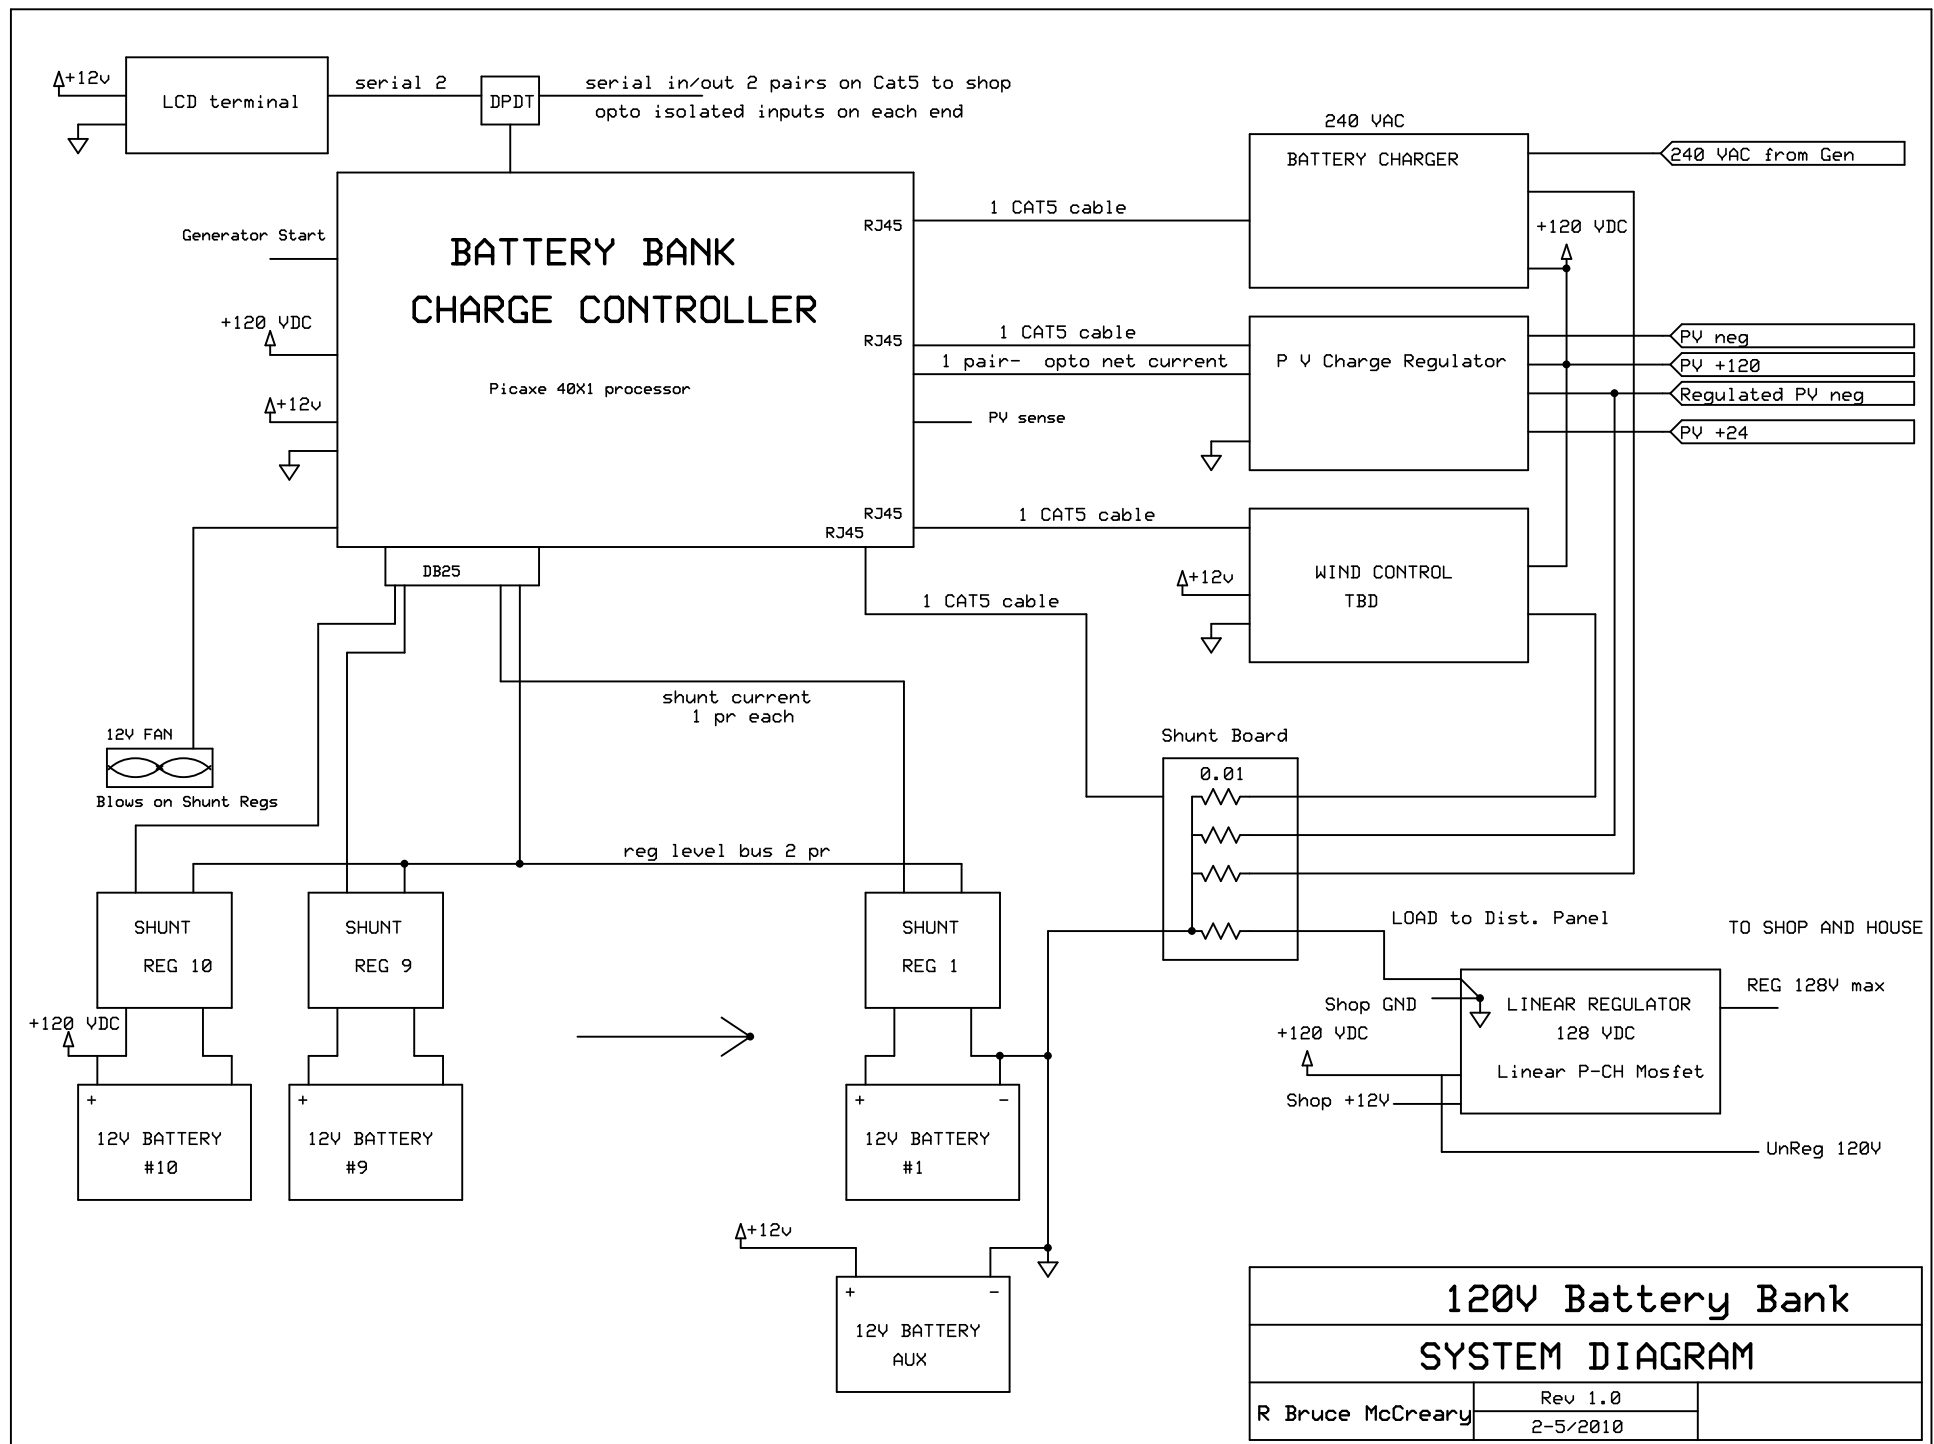 +12v
LCD terminal
serial 2
DPDT
serial in/out 2 pairs on Cat5 to shop
opto isolated inputs on each end
240 VAC
BATTERY CHARGER
240 VAC from Gen
1 CAT5 cable
RJ45
Generator Start
BATTERY BANK
CHARGE CONTROLLER
+120 VDC
+120 VDC
RJ45
1 CAT5 cable
1 pair- opto net current
P V Charge Regulator
PV neg
PV +120
Regulated PV neg
PV +24
Picaxe 40X1 processor
+12v
PV sense
RJ45
RJ45
1 CAT5 cable
DB25
WIND CONTROL
TBD
+12v
1 CAT5 cable
shunt current
1 pr each
12V FAN
Blows on Shunt Regs
Shunt Board
0.01
reg level bus 2 pr
SHUNT
REG 10
SHUNT
REG 9
SHUNT
REG 1
LOAD to Dist. Panel
TO SHOP AND HOUSE
REG 128V max
Shop GND
LINEAR REGULATOR
128 VDC
Linear P-CH Mosfet
+120 VDC
Shop +12V
UnReg 120V
+120 VDC
+
12V BATTERY
#10
+
12V BATTERY
#9
+ -
12V BATTERY
#1
+12v
+ -
12V BATTERY
AUX
120V Battery Bank
SYSTEM DIAGRAM
R Bruce McCreary
Rev 1.0
2-5/2010